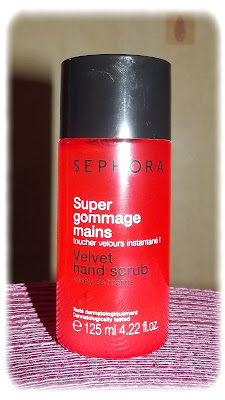 SEPHORA
Super
gommage
mains
toucher velours instantané !
Velvet
hand scrub
Testé dermatologiquement
Dermatologically tested
e 125 ml 4.22 fl.oz.